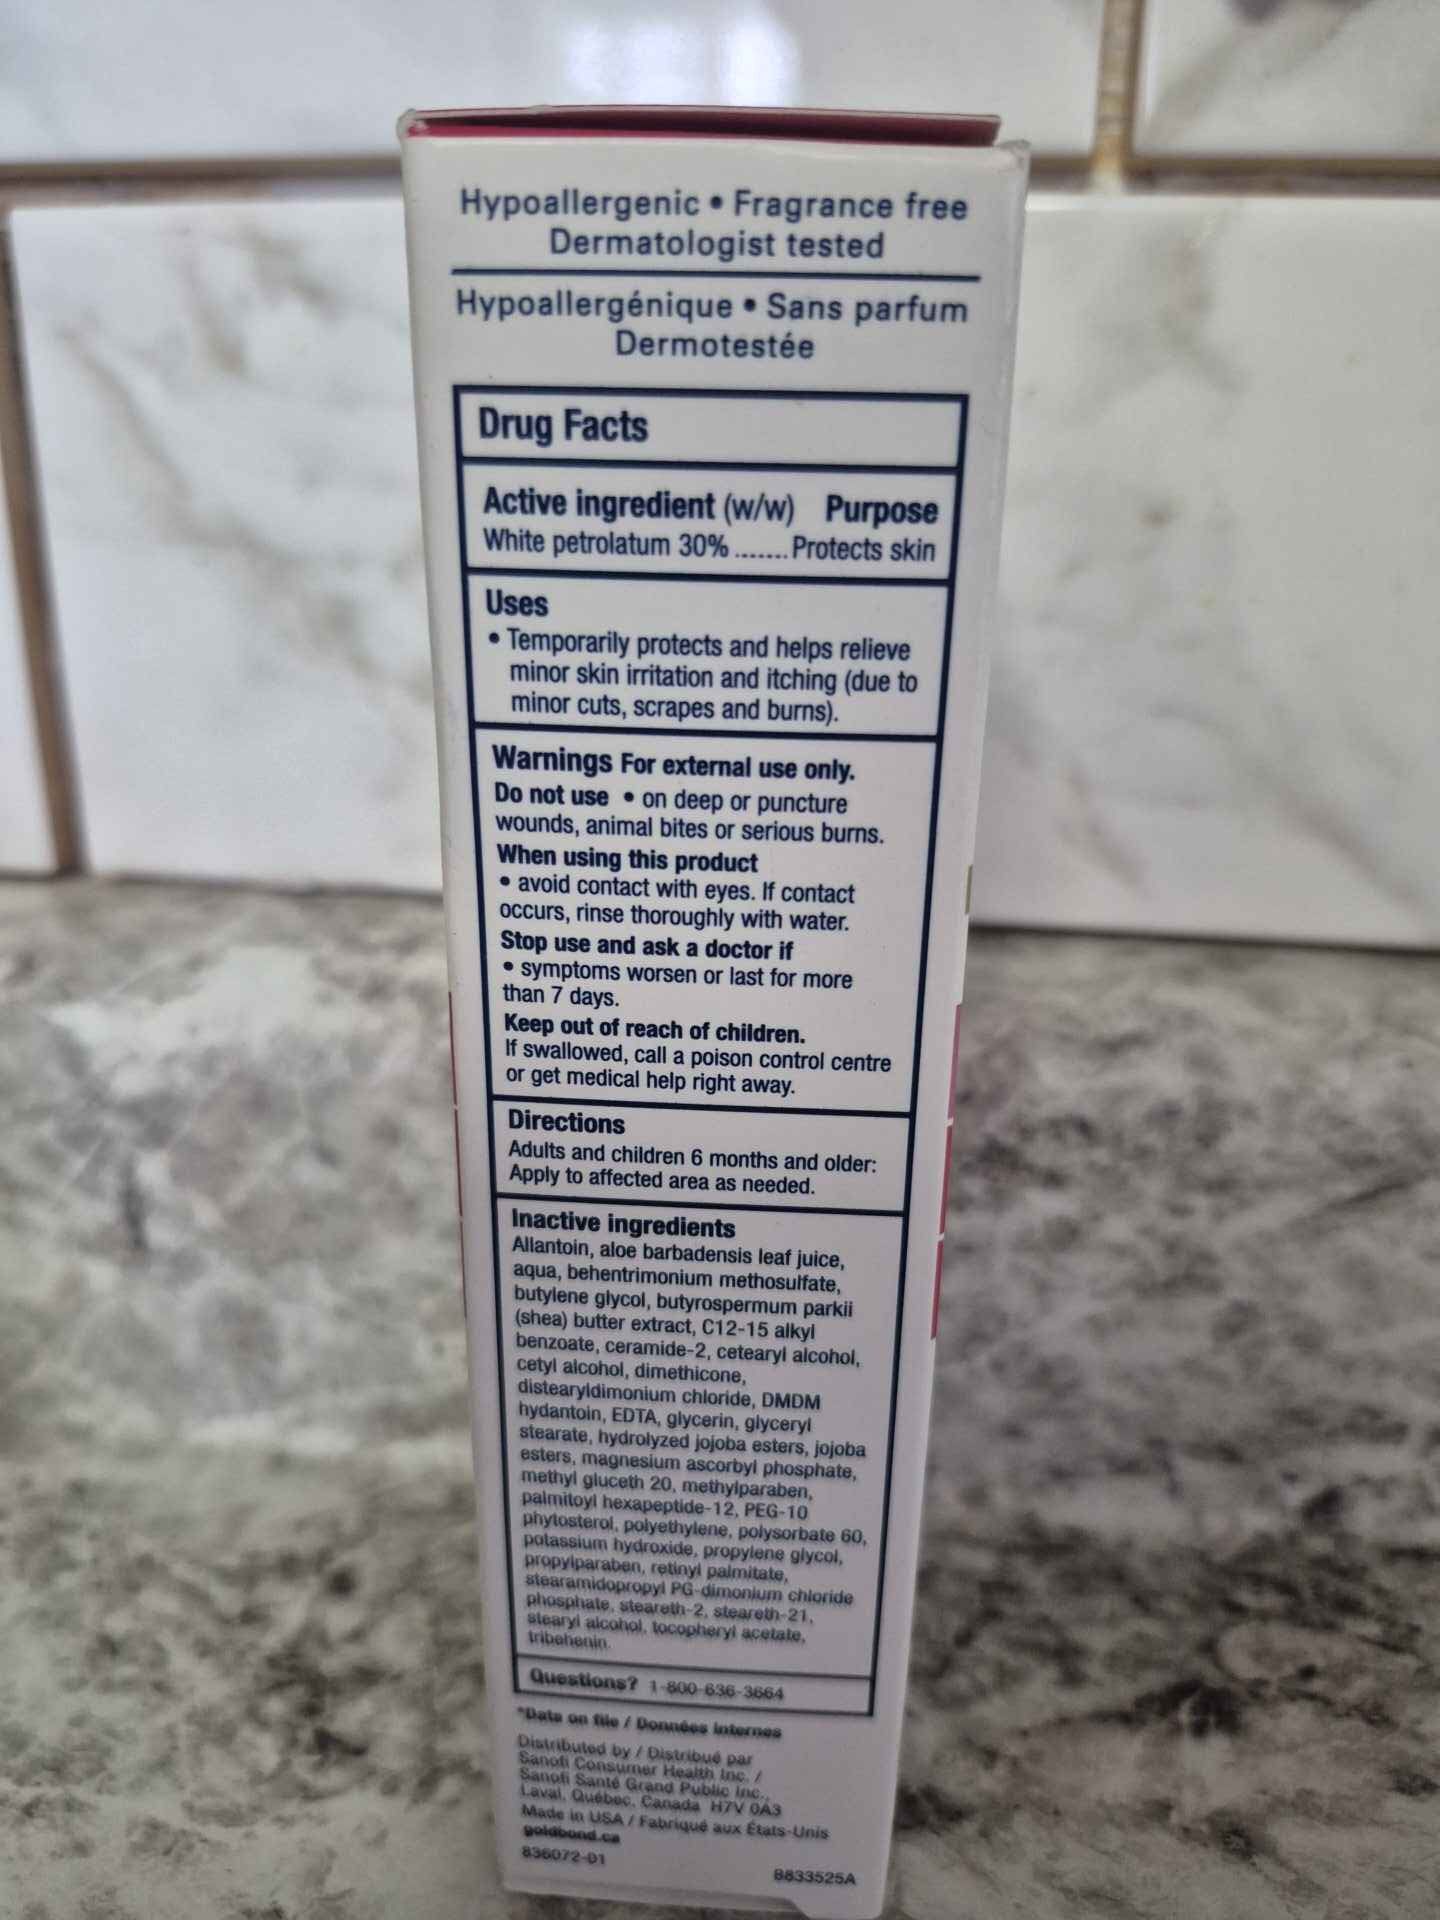 Hypoallergenic • Fragrance free
Dermatologist tested
Hypoallergénique • Sans parfum
Dermotestée
Drug Facts
Active ingredient (w/w) Purpose
White petrolatum 30% ....... Protects skin
Uses
• Temporarily protects and helps relieve
minor skin irritation and itching (due to
minor cuts, scrapes and burns).
Warnings For external use only.
Do not use • on deep or puncture
wounds, animal bites or serious burns.
When using this product
• avoid contact with eyes. If contact
occurs, rinse thoroughly with water.
Stop use and ask a doctor if
• symptoms worsen or last for more
than 7 days.
Keep out of reach of children.
If swallowed, call a poison control centre
or get medical help right away.
Directions
Adults and children 6 months and older:
Apply to affected area as needed.
Inactive ingredients
Allantoin, aloe barbadensis leaf juice,
aqua, behentrimonium methosulfate,
butylene glycol, butyrospermum parkii
(shea) butter extract, C12-15 alkyl
benzoate, ceramide-2, cetearyl alcohol,
cetyl alcohol, dimethicone,
distearyldimonium chloride, DMDM
hydantoin, EDTA, glycerin, glyceryl
stearate, hydrolyzed jojoba esters, jojoba
esters, magnesium ascorbyl phosphate,
methyl gluceth 20, methylparaben,
palmitoyl hexapeptide-12, PEG-10
phytosterol, polyethylene, polysorbate 60,
potassium hydroxide, propylene glycol,
propylparaben, retinyl palmitate,
stearamidopropyl PG-dimonium chloride
phosphate, steareth-2, steareth-21,
stearyl alcohol, tocopheryl acetate,
tribehenin.
Questions? 1-800-636-3664
*Data on file / Données internes
Distributed by / Distribué par
Sanofi Consumer Health Inc. /
Sanofi Santé Grand Public Inc.,
Laval, Québec, Canada H7V 0A3
Made in USA / Fabriqué aux États-Unis
goldbond.ca
836072-01
B833525A